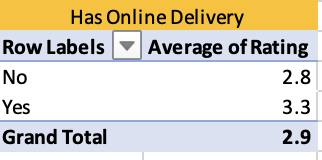 Has Online Delivery
Row Labels Average of Rating
No 2.8
Yes 3.3
Grand Total 2.9